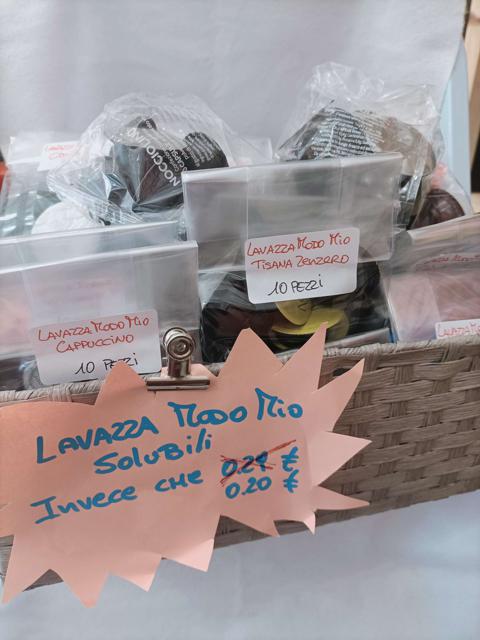 NOCCIOLINO
LAVAZZA MODO MIO
TISANA ZENZERO
10 PEZZI
LAVAZZA MODO MIO
CAPPUCCINO
10 PEZZI
LAVAZZA MODO MIO
SOLUBILI
INVECE CHE 0.29 €
0.20 €